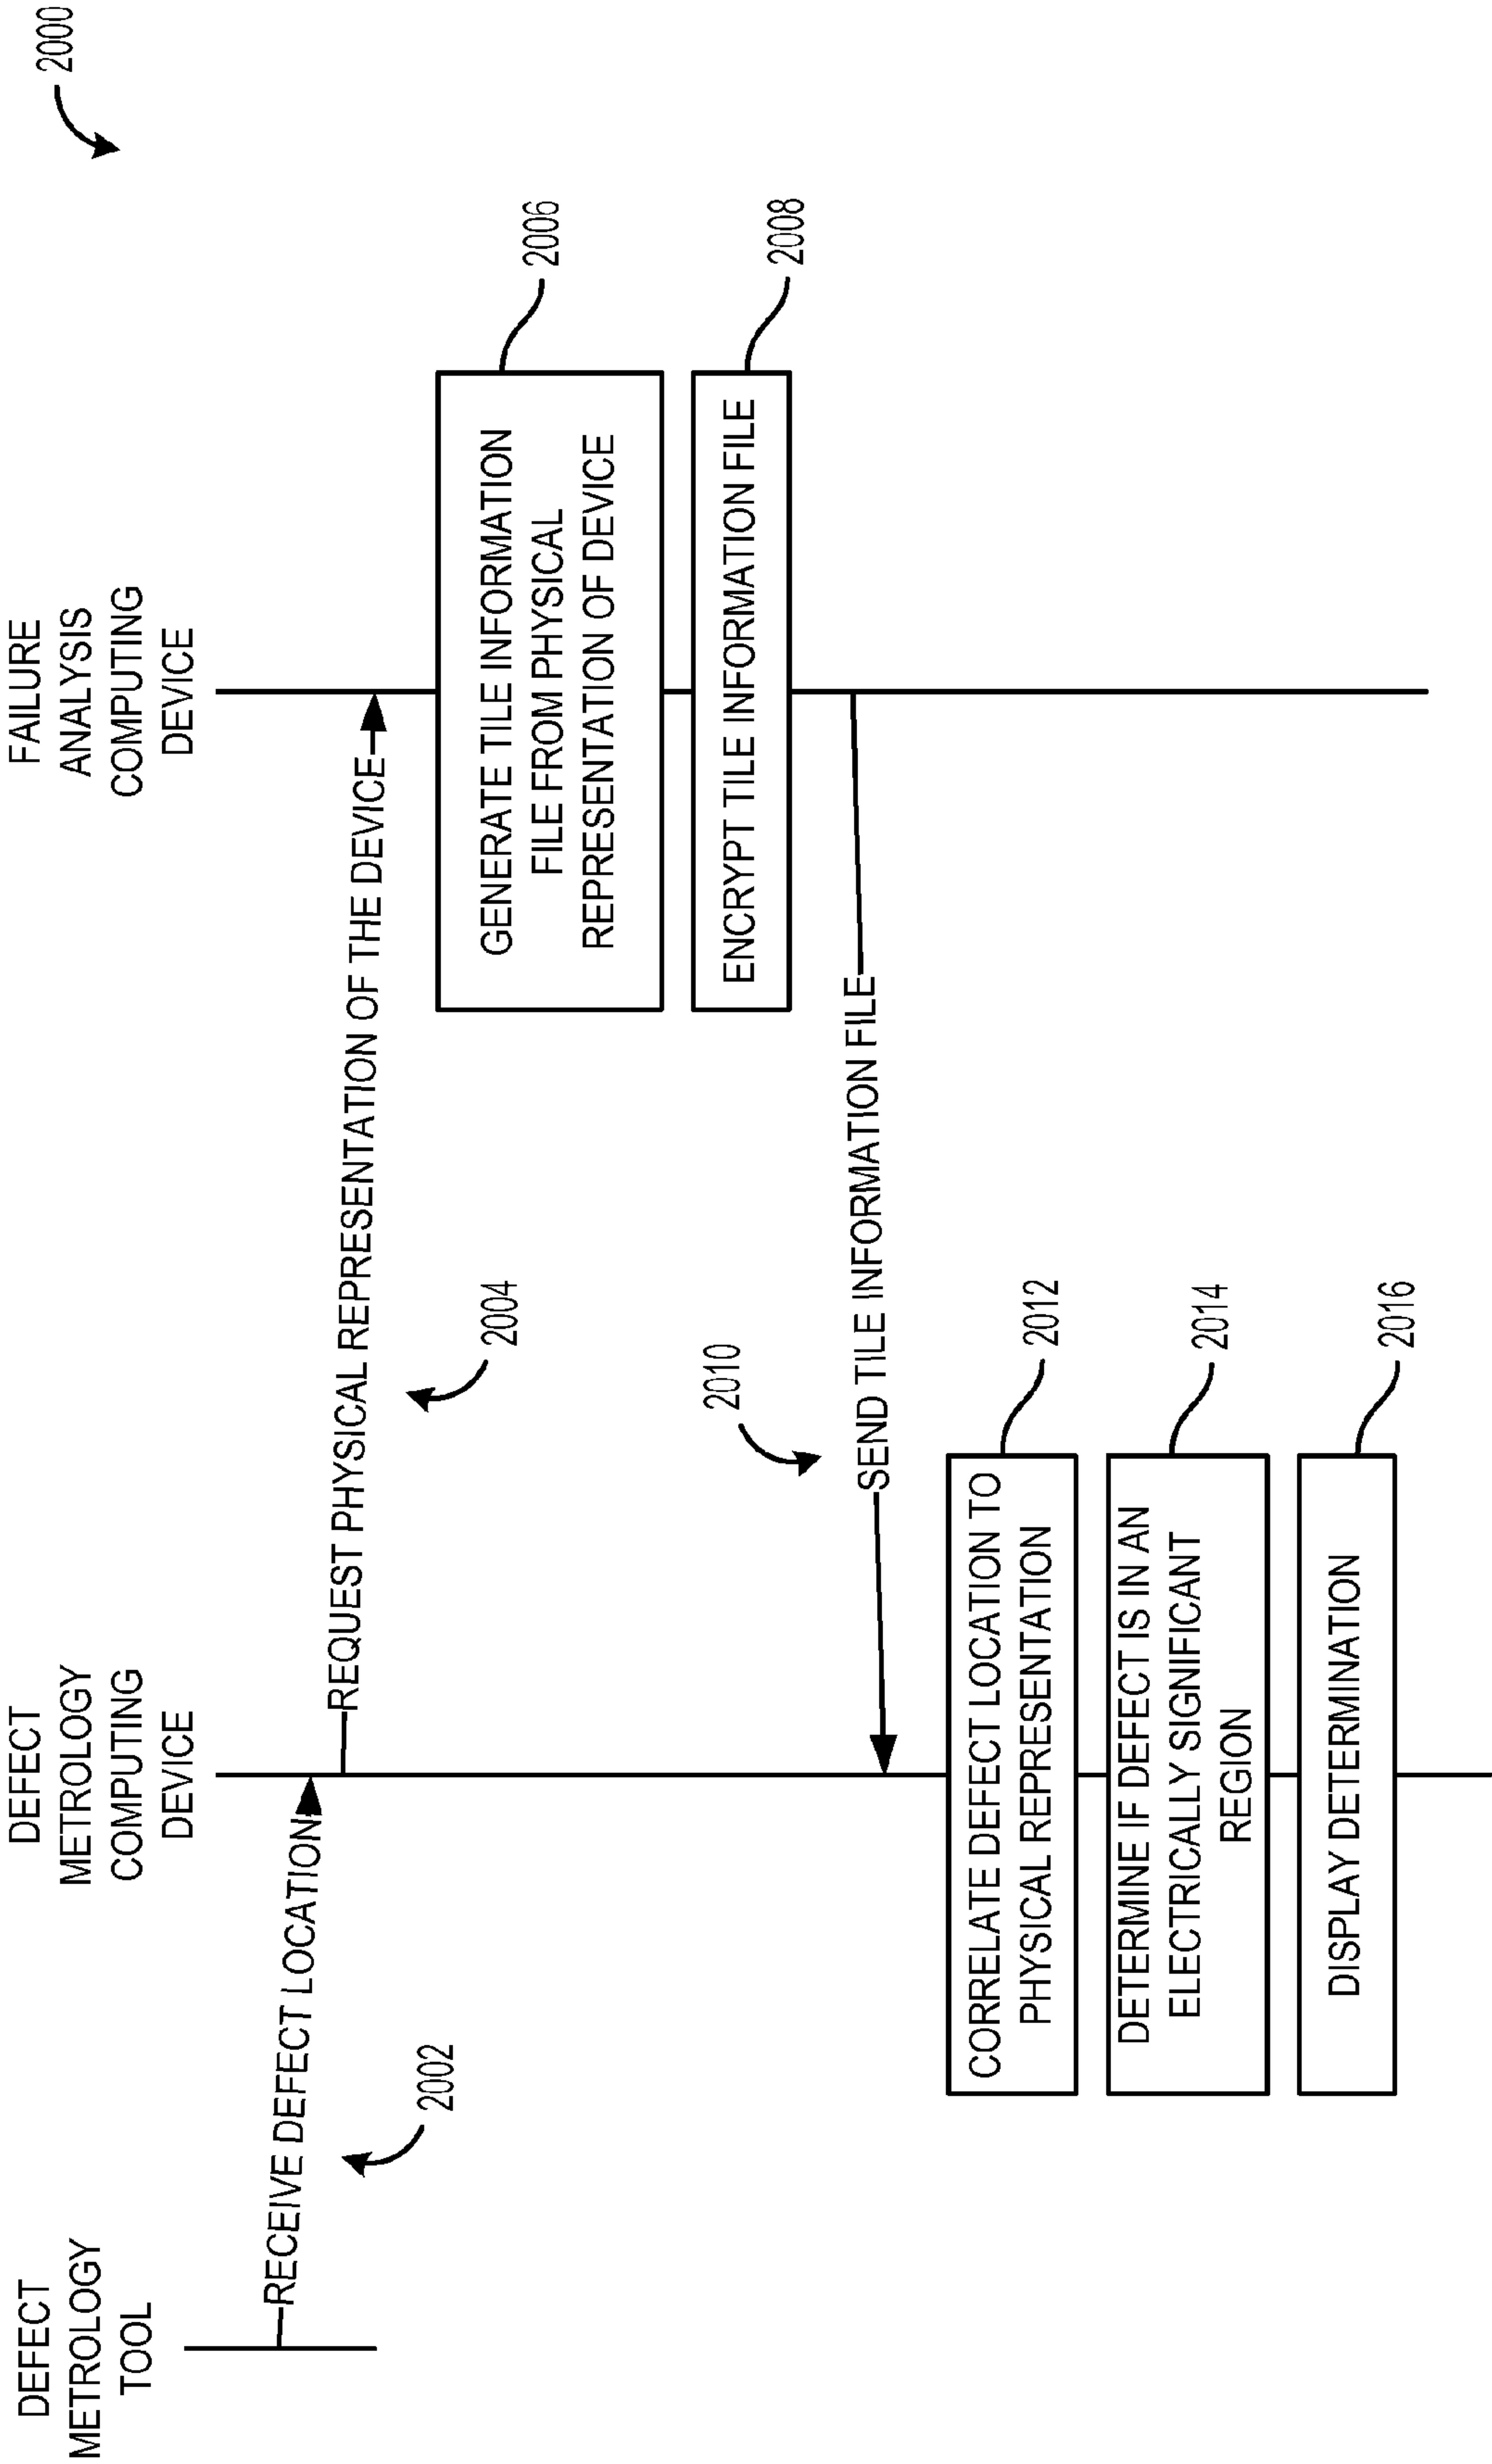 2000
DEFECT
METROLOGY
TOOL
DEFECT
METROLOGY
COMPUTING
DEVICE
FAILURE
ANALYSIS
COMPUTING
DEVICE
RECEIVE DEFECT LOCATION
2002
REQUEST PHYSICAL REPRESENTATION OF THE DEVICE
2004
GENERATE TILE INFORMATION
FILE FROM PHYSICAL
REPRESENTATION OF DEVICE
2006
ENCRYPT TILE INFORMATION FILE
2008
2010
SEND TILE INFORMATION FILE
CORRELATE DEFECT LOCATION TO
PHYSICAL REPRESENTATION
2012
DETERMINE IF DEFECT IS IN AN
ELECTRICALLY SIGNIFICANT
REGION
2014
DISPLAY DETERMINATION
2016